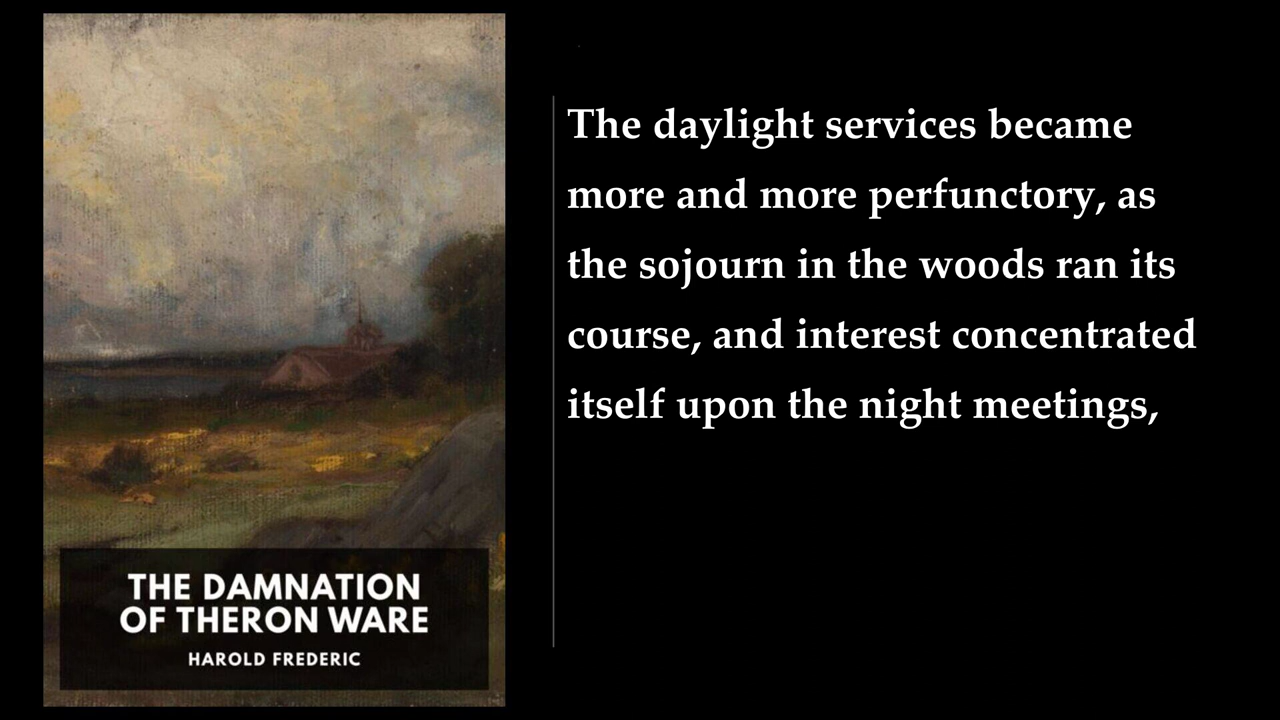 THE DAMNATION
OF THERON WARE
HAROLD FREDERIC
The daylight services became
more and more perfunctory, as
the sojourn in the woods ran its
course, and interest concentrated
itself upon the night meetings,